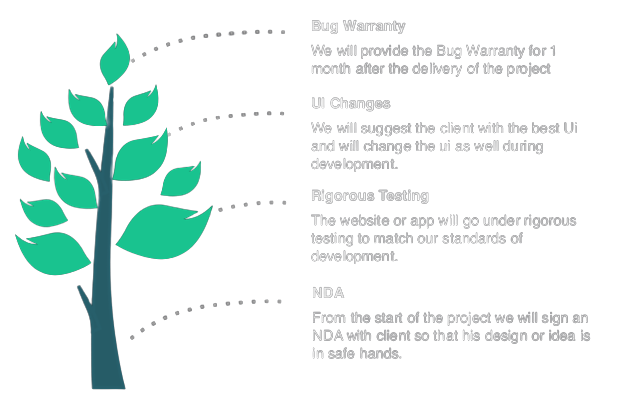 Bug Warranty
We will provide the Bug Warranty for 1
month after the delivery of the project
UI Changes
We will suggest the client with the best Ui
and will change the ui as well during
development.
Rigorous Testing
The website or app will go under rigorous
testing to match our standards of
development.
NDA
From the start of the project we will sign an
NDA with client so that his design or idea is
in safe hands.